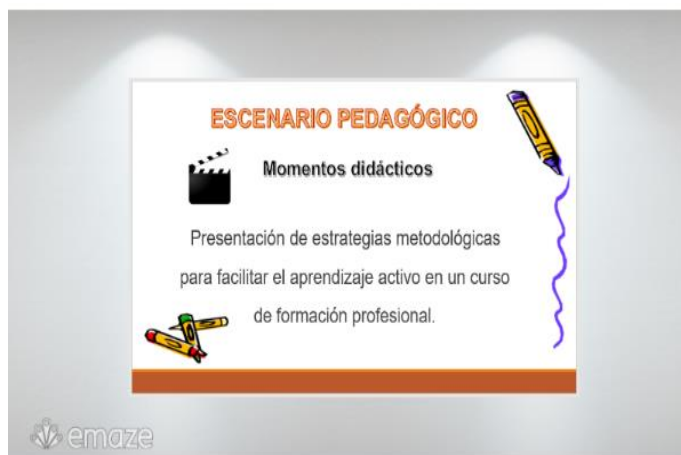 ESCENARIO PEDAGÓGICO
Momentos didácticos
Presentación de estrategias metodológicas
para facilitar el aprendizaje activo en un curso
de formación profesional.
emaze